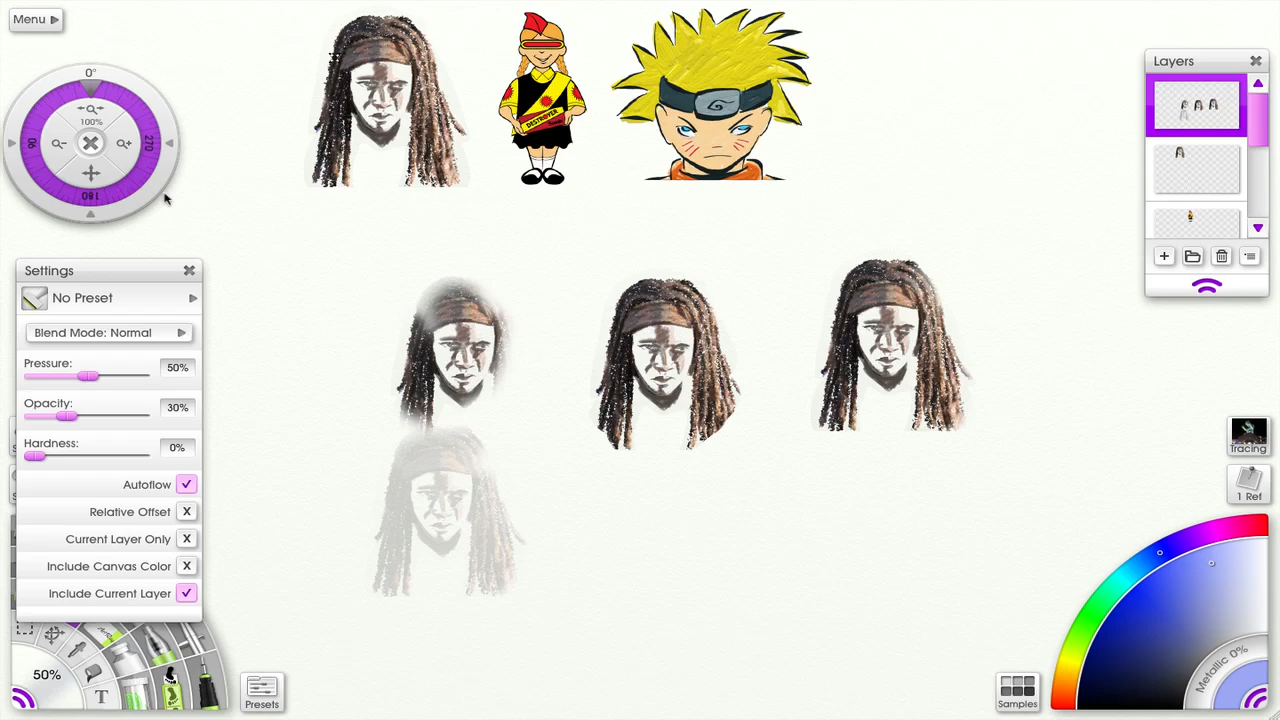 Menu
0°
100%
90
270
180
Layers
Settings
No Preset
Blend Mode: Normal
Pressure:
50%
Opacity:
30%
Hardness:
0%
Autoflow
Relative Offset
Current Layer Only
Include Canvas Color
Include Current Layer
50%
T
Presets
DESTROYER
Tracing
1 Ref
Samples
Metallic 0%